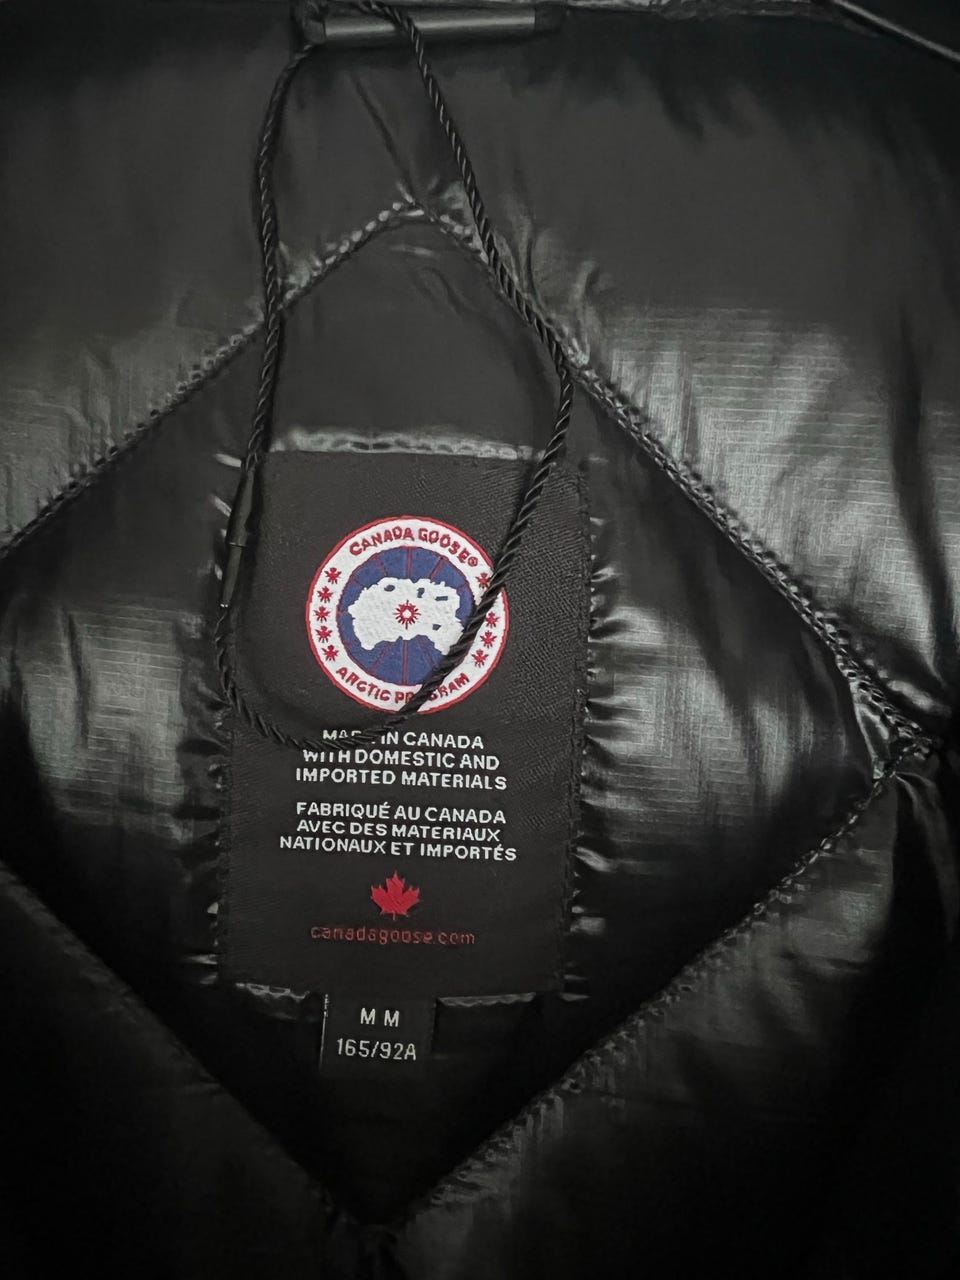 CANADA GOOSE®
ARCTIC PROGRAM
MADE IN CANADA
WITH DOMESTIC AND
IMPORTED MATERIALS
FABRIQUÉ AU CANADA
AVEC DES MATERIAUX
NATIONAUX ET IMPORTÉS
canadagoose.com
M M
165/92A